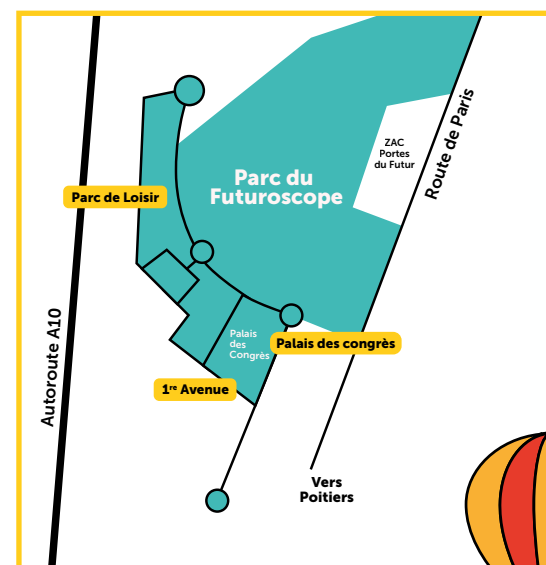 ZAC
Portes
du Futur
Route de Paris
Parc du
Futuroscope
Parc de Loisir
Autoroute A10
Palais
des
Congrès
Palais des congrès
1re Avenue
Vers
Poitiers